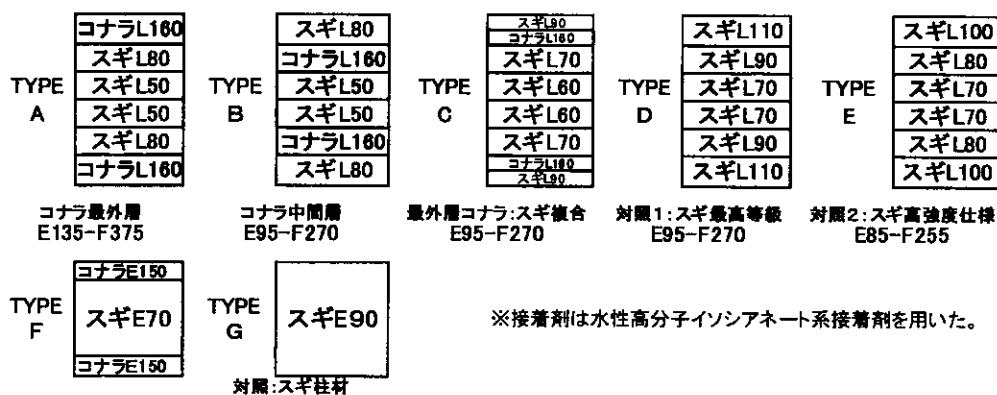 TYPE A
コナラL160
スギL80
スギL50
スギL50
スギL80
コナラL160
コナラ最外層
E135-F375
TYPE B
スギL80
コナラL160
スギL50
スギL50
コナラL160
スギL80
コナラ中間層
E95-F270
TYPE C
スギL90
コナラL160
スギL70
スギL60
スギL60
スギL70
コナラL160
スギL90
最外層コナラ:スギ複合
E95-F270
TYPE D
スギL110
スギL90
スギL70
スギL70
スギL90
スギL110
対照1:スギ最高等級
E95-F270
TYPE E
スギL100
スギL80
スギL70
スギL70
スギL80
スギL100
対照2:スギ高強度仕様
E85-F255
TYPE F
コナラE150
スギE70
コナラE150
TYPE G
スギE90
対照:スギ柱材
※接着剤は水性高分子イソシアネート系接着剤を用いた。